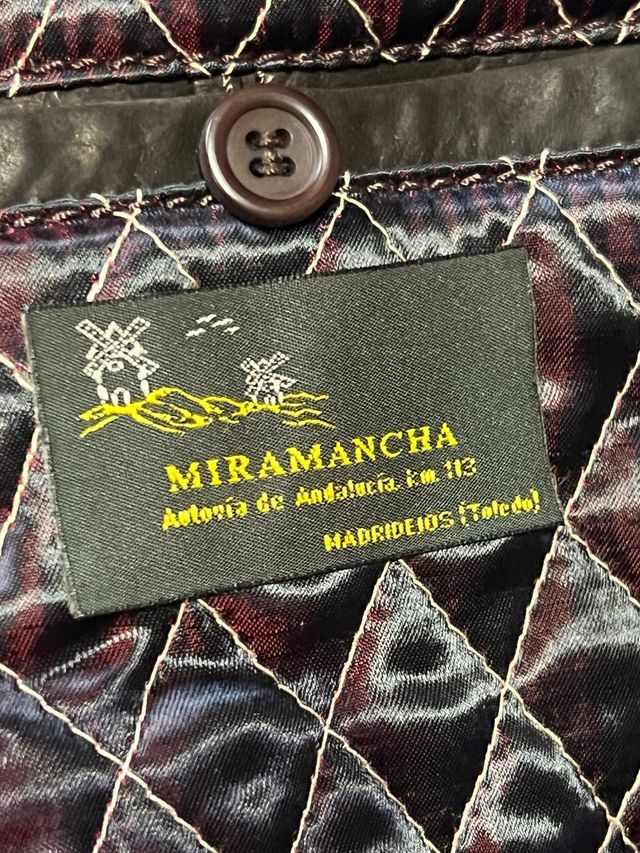 MIRAMANCHA
Autovía de Andalucía, km 113
MADRIDEJOS (Toledo)